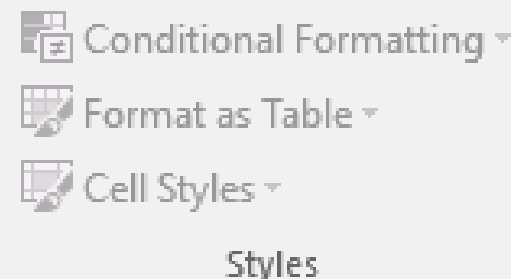 Conditional Formatting
Format as Table
Cell Styles
Styles